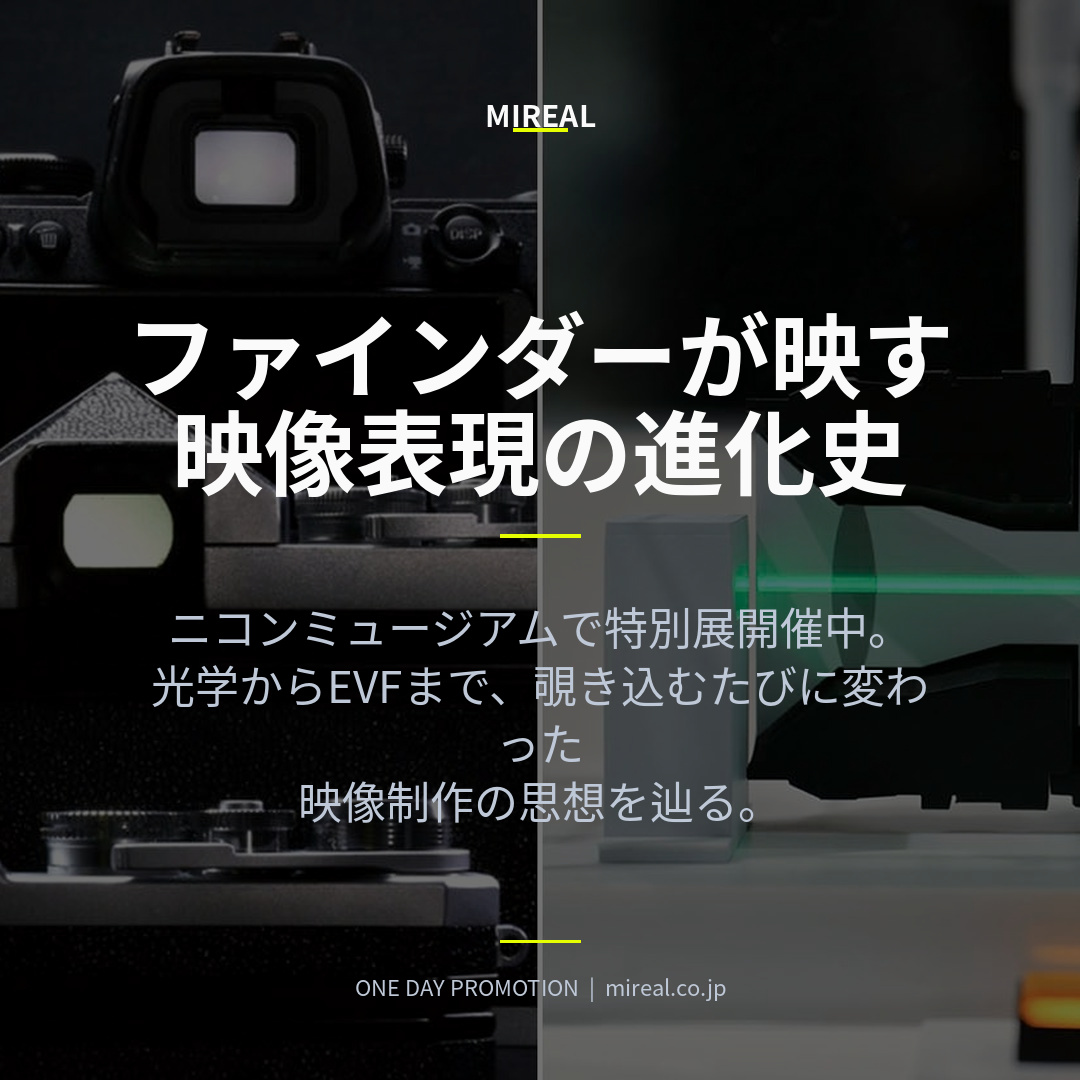 MIREAL
DISP
ファインダーが映す
映像表現の進化史
ニコンミュージアムで特別展開催中。
光学からEVFまで、覗き込むたびに変わ
った
映像制作の思想を辿る。
ONE DAY PROMOTION | mireal.co.jp